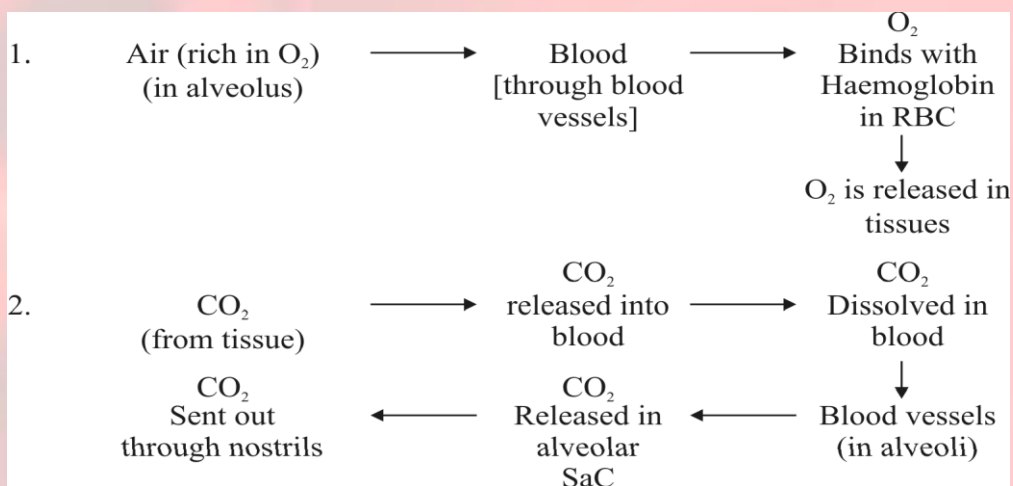 1. Air (rich in O₂)
(in alveolus)
Blood
[through blood
vessels]
O₂
Binds with
Haemoglobin
in RBC
O₂ is released in
tissues
2. CO₂
(from tissue)
CO₂
released into
blood
CO₂
Dissolved in
blood
Blood vessels
(in alveoli)
CO₂
Released in
alveolar
SaC
CO₂
Sent out
through nostrils